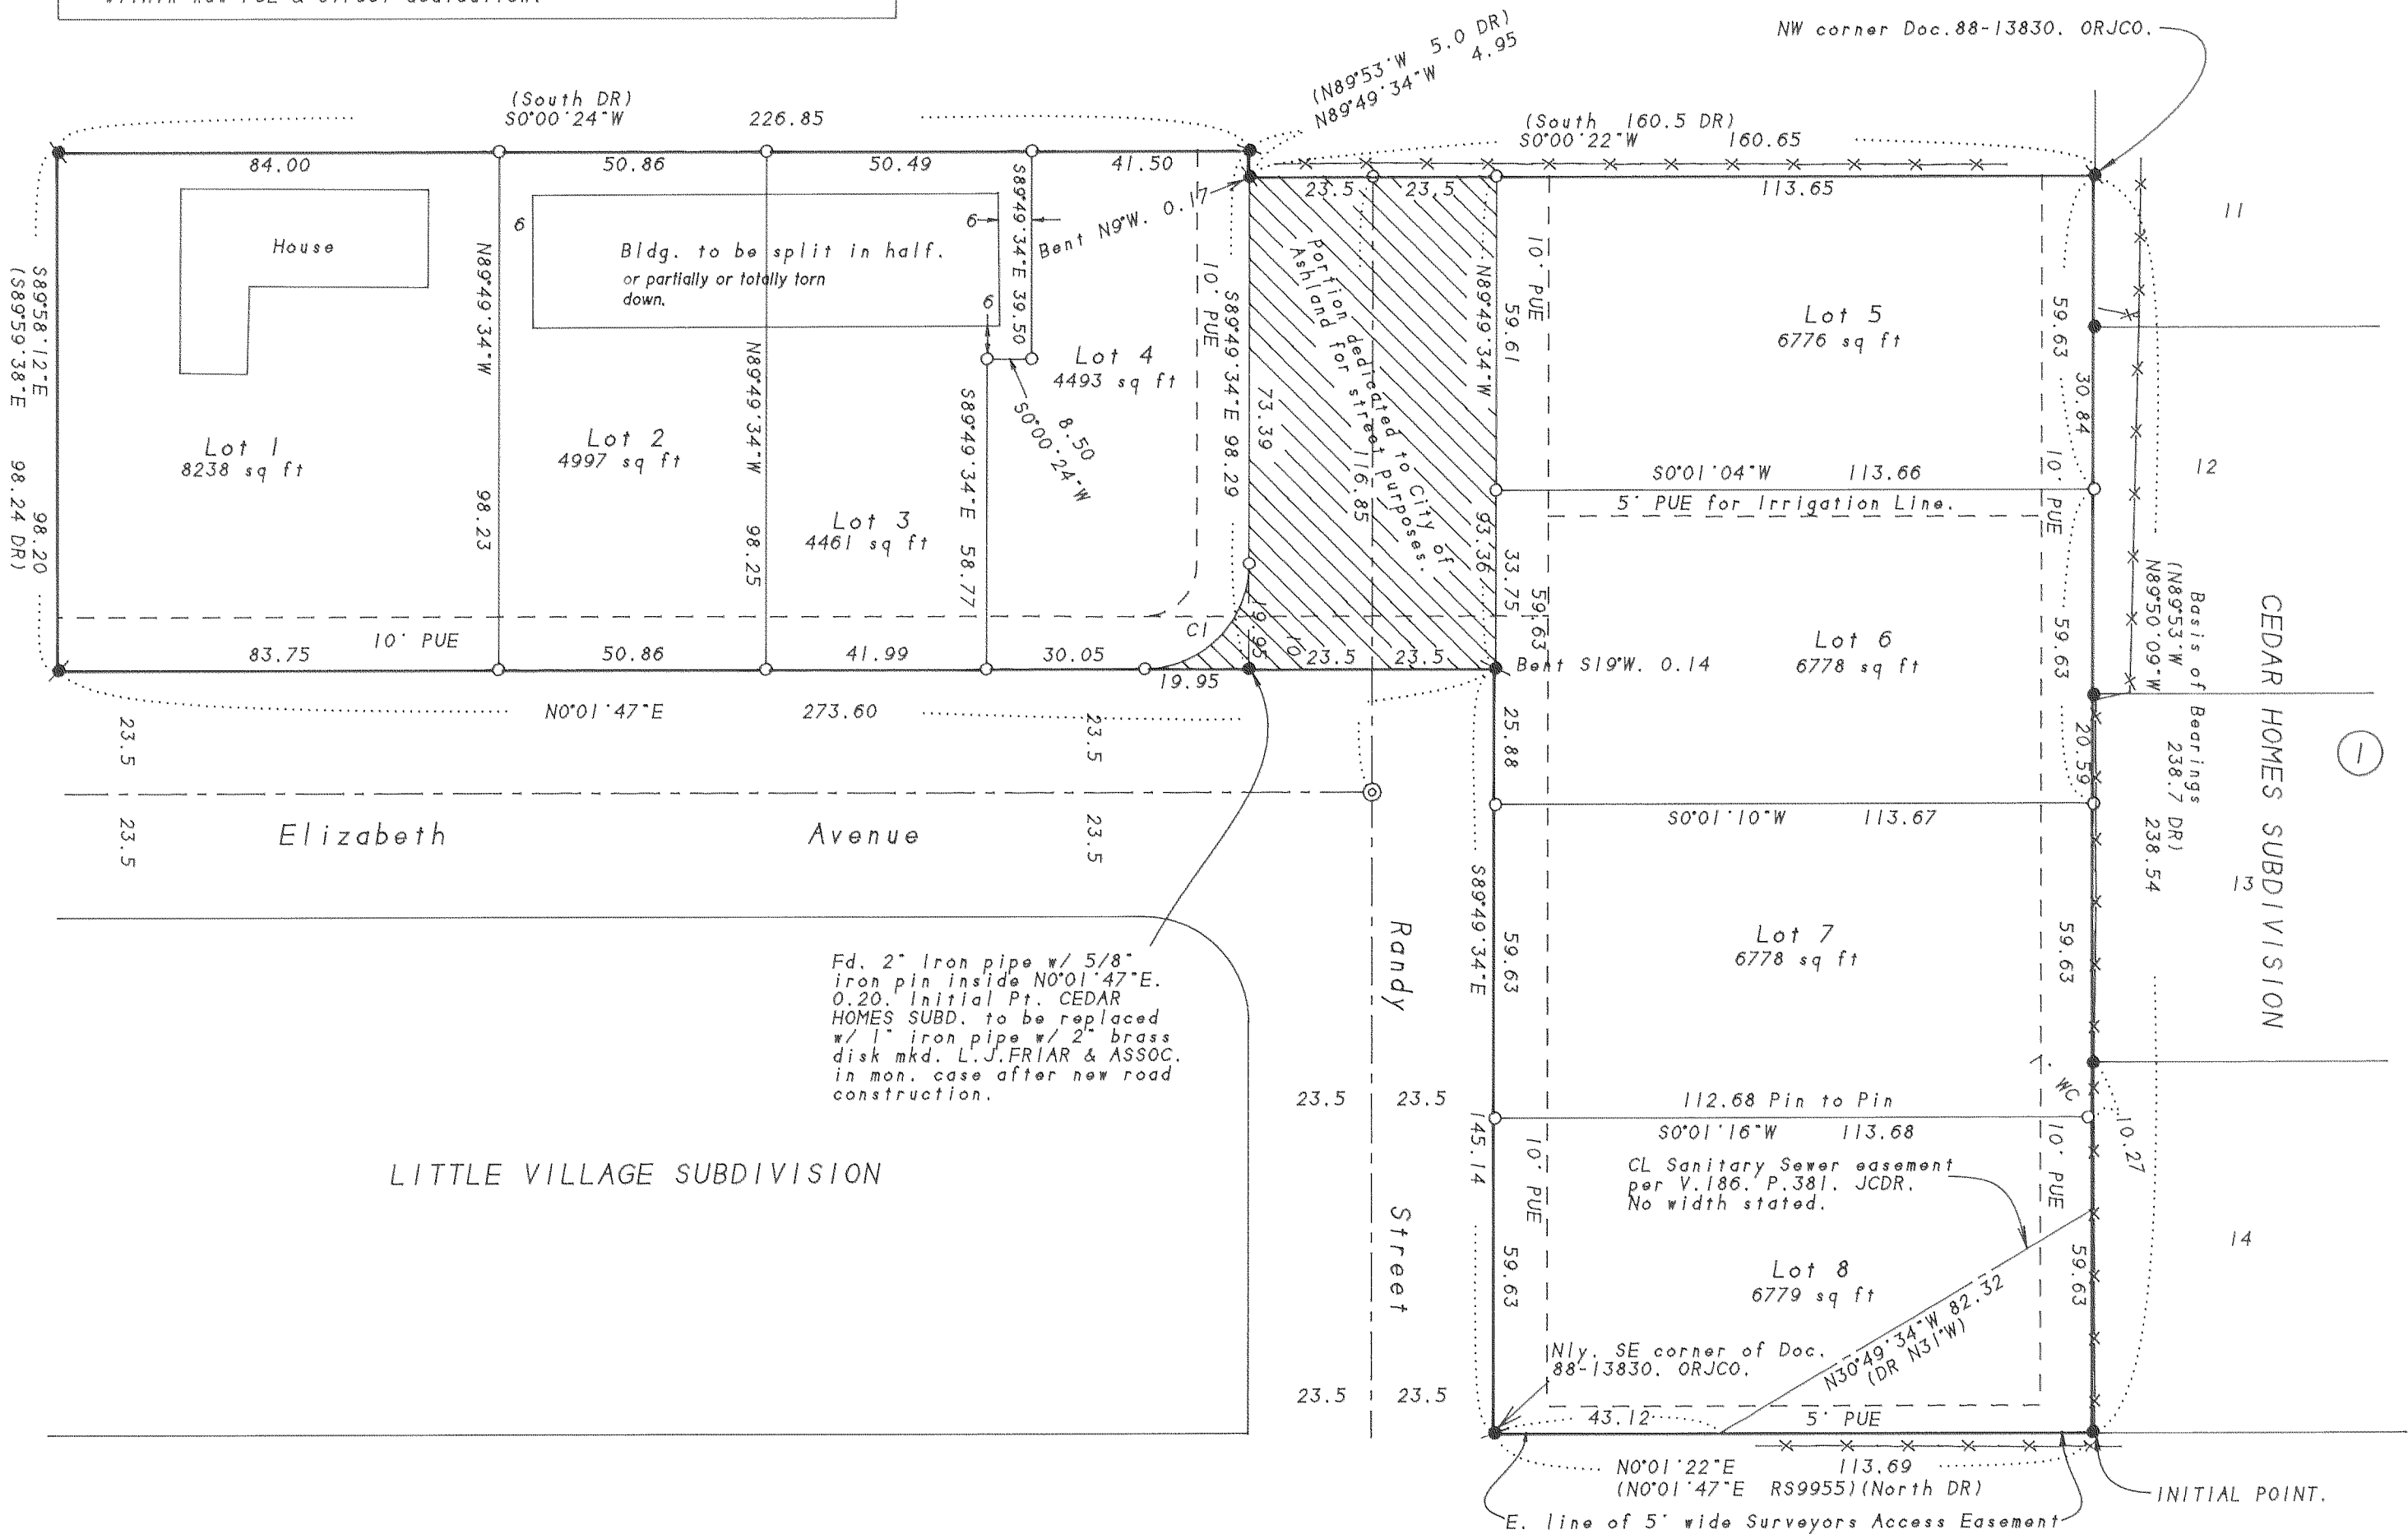 NW corner Doc. 88-13830. ORJCO.
(N89°53'W 5.0 DR)
N89°49'34"W 4.95
(South DR)
S0°00'24"W 226.85
(South 160.5 DR)
S0°00'22"W 160.65
84.00
50.86
50.49
41.50
23.5
23.5
113.65
House
6
Bldg. to be split in half.
or partially or totally torn
down.
6
6
S89°49'34"E 39.50
Bent N9°W. 0.17
10' PUE
S89°49'34"E 98.29
73.39
Portion dedicated to City of
Ashland for street purposes.
116.85
N89°49'34"W
93.36
59.61
10' PUE
Lot 5
6776 sq ft
59.63
30.84
10' PUE
11
12
S89°58'12"E 98.20
(S89°59'38"E 98.24 DR)
Lot 1
8238 sq ft
N89°49'34"W 98.23
Lot 2
4997 sq ft
N89°49'34"W 98.25
Lot 3
4461 sq ft
S89°49'34"E 58.77
8.50
S0°00'24"W
Lot 4
4493 sq ft
S0°01'04"W 113.66
5' PUE for Irrigation Line.
33.75
59.63
Lot 6
6778 sq ft
59.63
20.59
Basis of Bearings
(N89°53'W 238.7 DR)
N89°50'09"W 238.54
CEDAR HOMES SUBDIVISION
1
10' PUE
C1
19.95
10
83.75
50.86
41.99
30.05
19.95
23.5
23.5
Bent S19°W. 0.14
N0°01'47"E 273.60
23.5
23.5
23.5
23.5
Elizabeth Avenue
25.88
S0°01'10"W 113.67
S89°49'34"E 145.14
59.63
Lot 7
6778 sq ft
59.63
13
Randy Street
Fd. 2" Iron pipe w/ 5/8"
iron pin inside N0°01'47"E.
0.20. Initial Pt. CEDAR
HOMES SUBD. to be replaced
w/ 1" iron pipe w/ 2" brass
disk mkd. L.J.FRIAR & ASSOC.
in mon. case after new road
construction.
23.5 23.5
112.68 Pin to Pin
S0°01'16"W 113.68
1' WC
10.27
LITTLE VILLAGE SUBDIVISION
10' PUE
CL Sanitary Sewer easement
per V.186. P.381. JCDR.
No width stated.
10' PUE
14
59.63
Lot 8
6779 sq ft
59.63
N30°49'34"W 82.32
(DR N31°W)
Nly. SE corner of Doc.
88-13830. ORJCO.
23.5 23.5
43.12
5' PUE
N0°01'22"E 113.69
(N0°01'47"E RS9955)(North DR)
INITIAL POINT.
E. line of 5' wide Surveyors Access Easement